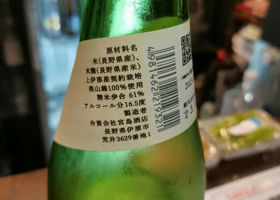 原材料名
米(長野県産)、
米麹(長野県産米)
上伊那産契約栽培
美山錦100%使用
精米歩合 61%
アルコール分16.5度
製造者
合資会社宮島酒店
長野県伊那市
荒井3629番地1